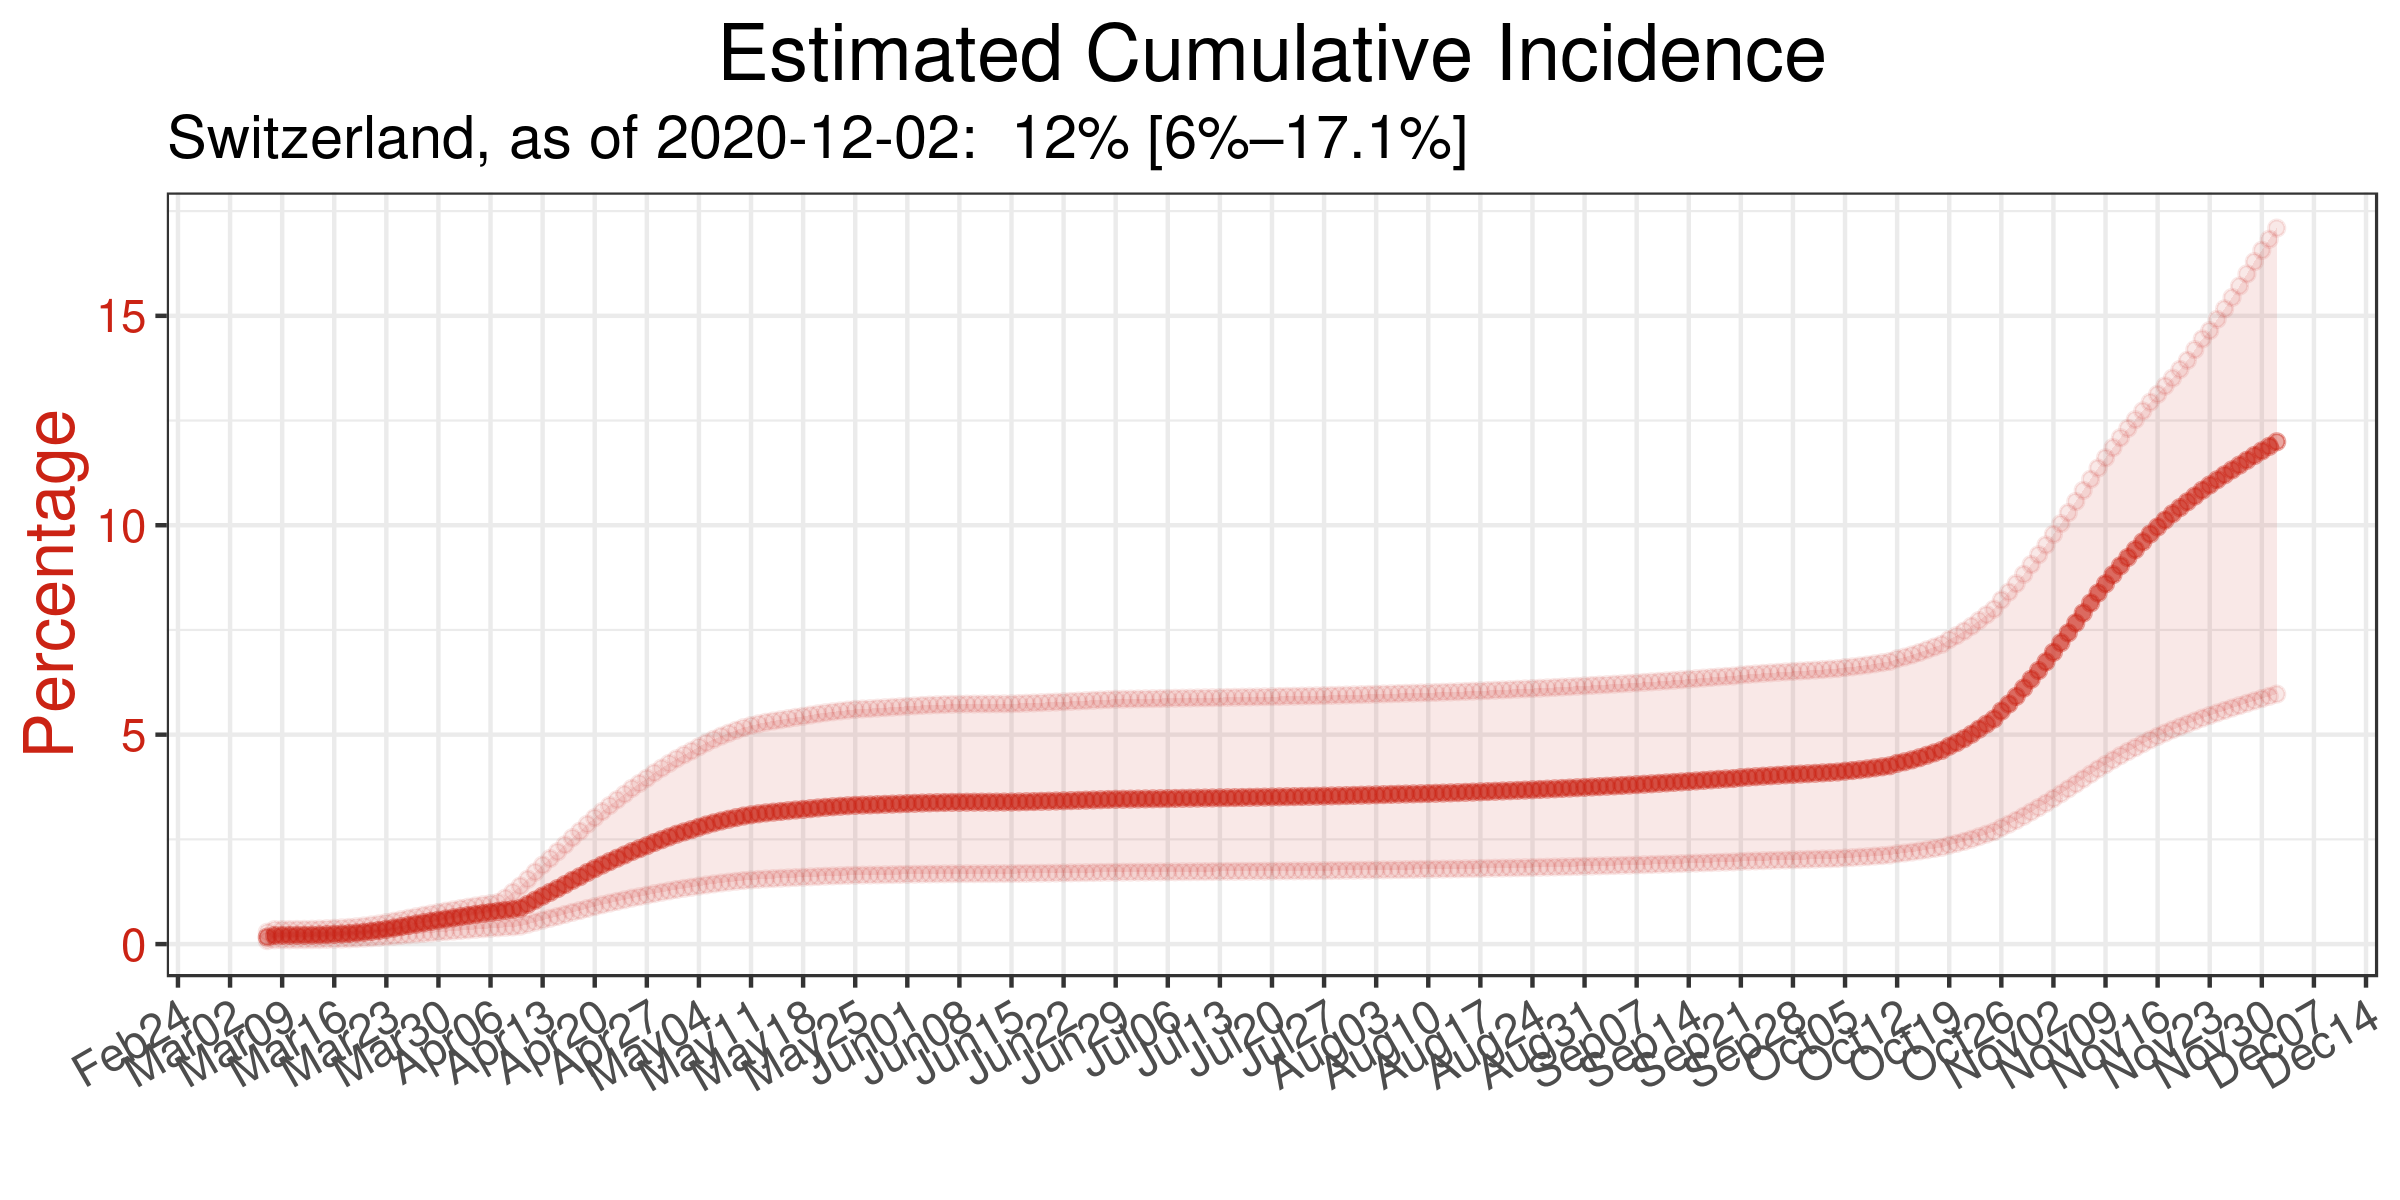 Estimated Cumulative Incidence
Switzerland, as of 2020-12-02:  12% [6%–17.1%]
Percentage
15
10
5
0
Feb24
Mar02
Mar09
Mar16
Mar23
Mar30
Apr06
Apr13
Apr20
Apr27
May04
May11
May18
May25
Jun01
Jun08
Jun15
Jun22
Jun29
Jul06
Jul13
Jul20
Jul27
Aug03
Aug10
Aug17
Aug24
Aug31
Sep07
Sep14
Sep21
Sep28
Oct05
Oct12
Oct19
Oct26
Nov02
Nov09
Nov16
Nov23
Nov30
Dec07
Dec14